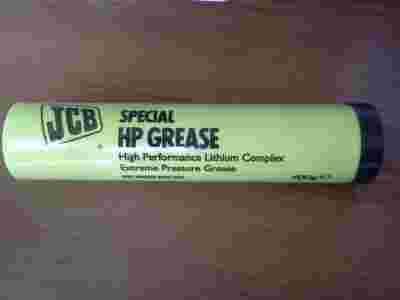 JCB
SPECIAL
HP GREASE
High Performance Lithium Complex
Extreme Pressure Grease